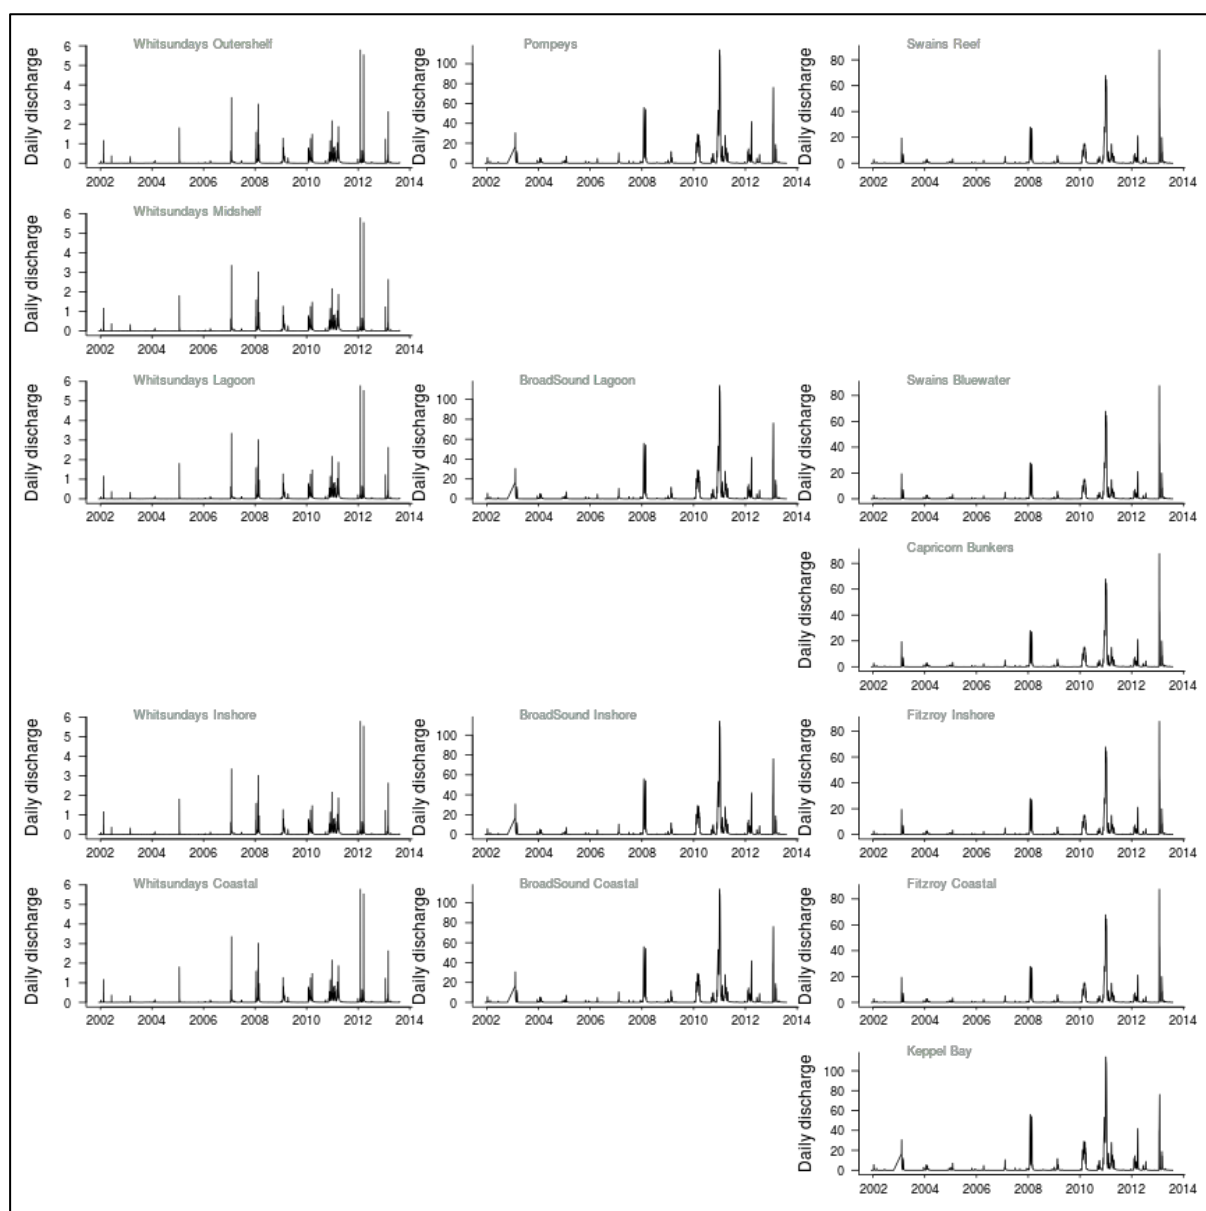 Whitsundays Outershelf
Daily discharge
6
5
4
3
2
1
0
2002 2004 2006 2008 2010 2012 2014
Pompeys
Daily discharge
100
80
60
40
20
0
2002 2004 2006 2008 2010 2012 2014
Swains Reef
Daily discharge
80
60
40
20
0
2002 2004 2006 2008 2010 2012 2014
Whitsundays Midshelf
Daily discharge
6
5
4
3
2
1
0
2002 2004 2006 2008 2010 2012 2014
Whitsundays Lagoon
Daily discharge
6
5
4
3
2
1
0
2002 2004 2006 2008 2010 2012 2014
BroadSound Lagoon
Daily discharge
100
80
60
40
20
0
2002 2004 2006 2008 2010 2012 2014
Swains Bluewater
Daily discharge
80
60
40
20
0
2002 2004 2006 2008 2010 2012 2014
Capricorn Bunkers
Daily discharge
80
60
40
20
0
2002 2004 2006 2008 2010 2012 2014
Whitsundays Inshore
Daily discharge
6
5
4
3
2
1
0
2002 2004 2006 2008 2010 2012 2014
BroadSound Inshore
Daily discharge
100
80
60
40
20
0
2002 2004 2006 2008 2010 2012 2014
Fitzroy Inshore
Daily discharge
80
60
40
20
0
2002 2004 2006 2008 2010 2012 2014
Whitsundays Coastal
Daily discharge
6
5
4
3
2
1
0
2002 2004 2006 2008 2010 2012 2014
BroadSound Coastal
Daily discharge
100
80
60
40
20
0
2002 2004 2006 2008 2010 2012 2014
Fitzroy Coastal
Daily discharge
80
60
40
20
0
2002 2004 2006 2008 2010 2012 2014
Keppel Bay
Daily discharge
100
80
60
40
20
0
2002 2004 2006 2008 2010 2012 2014